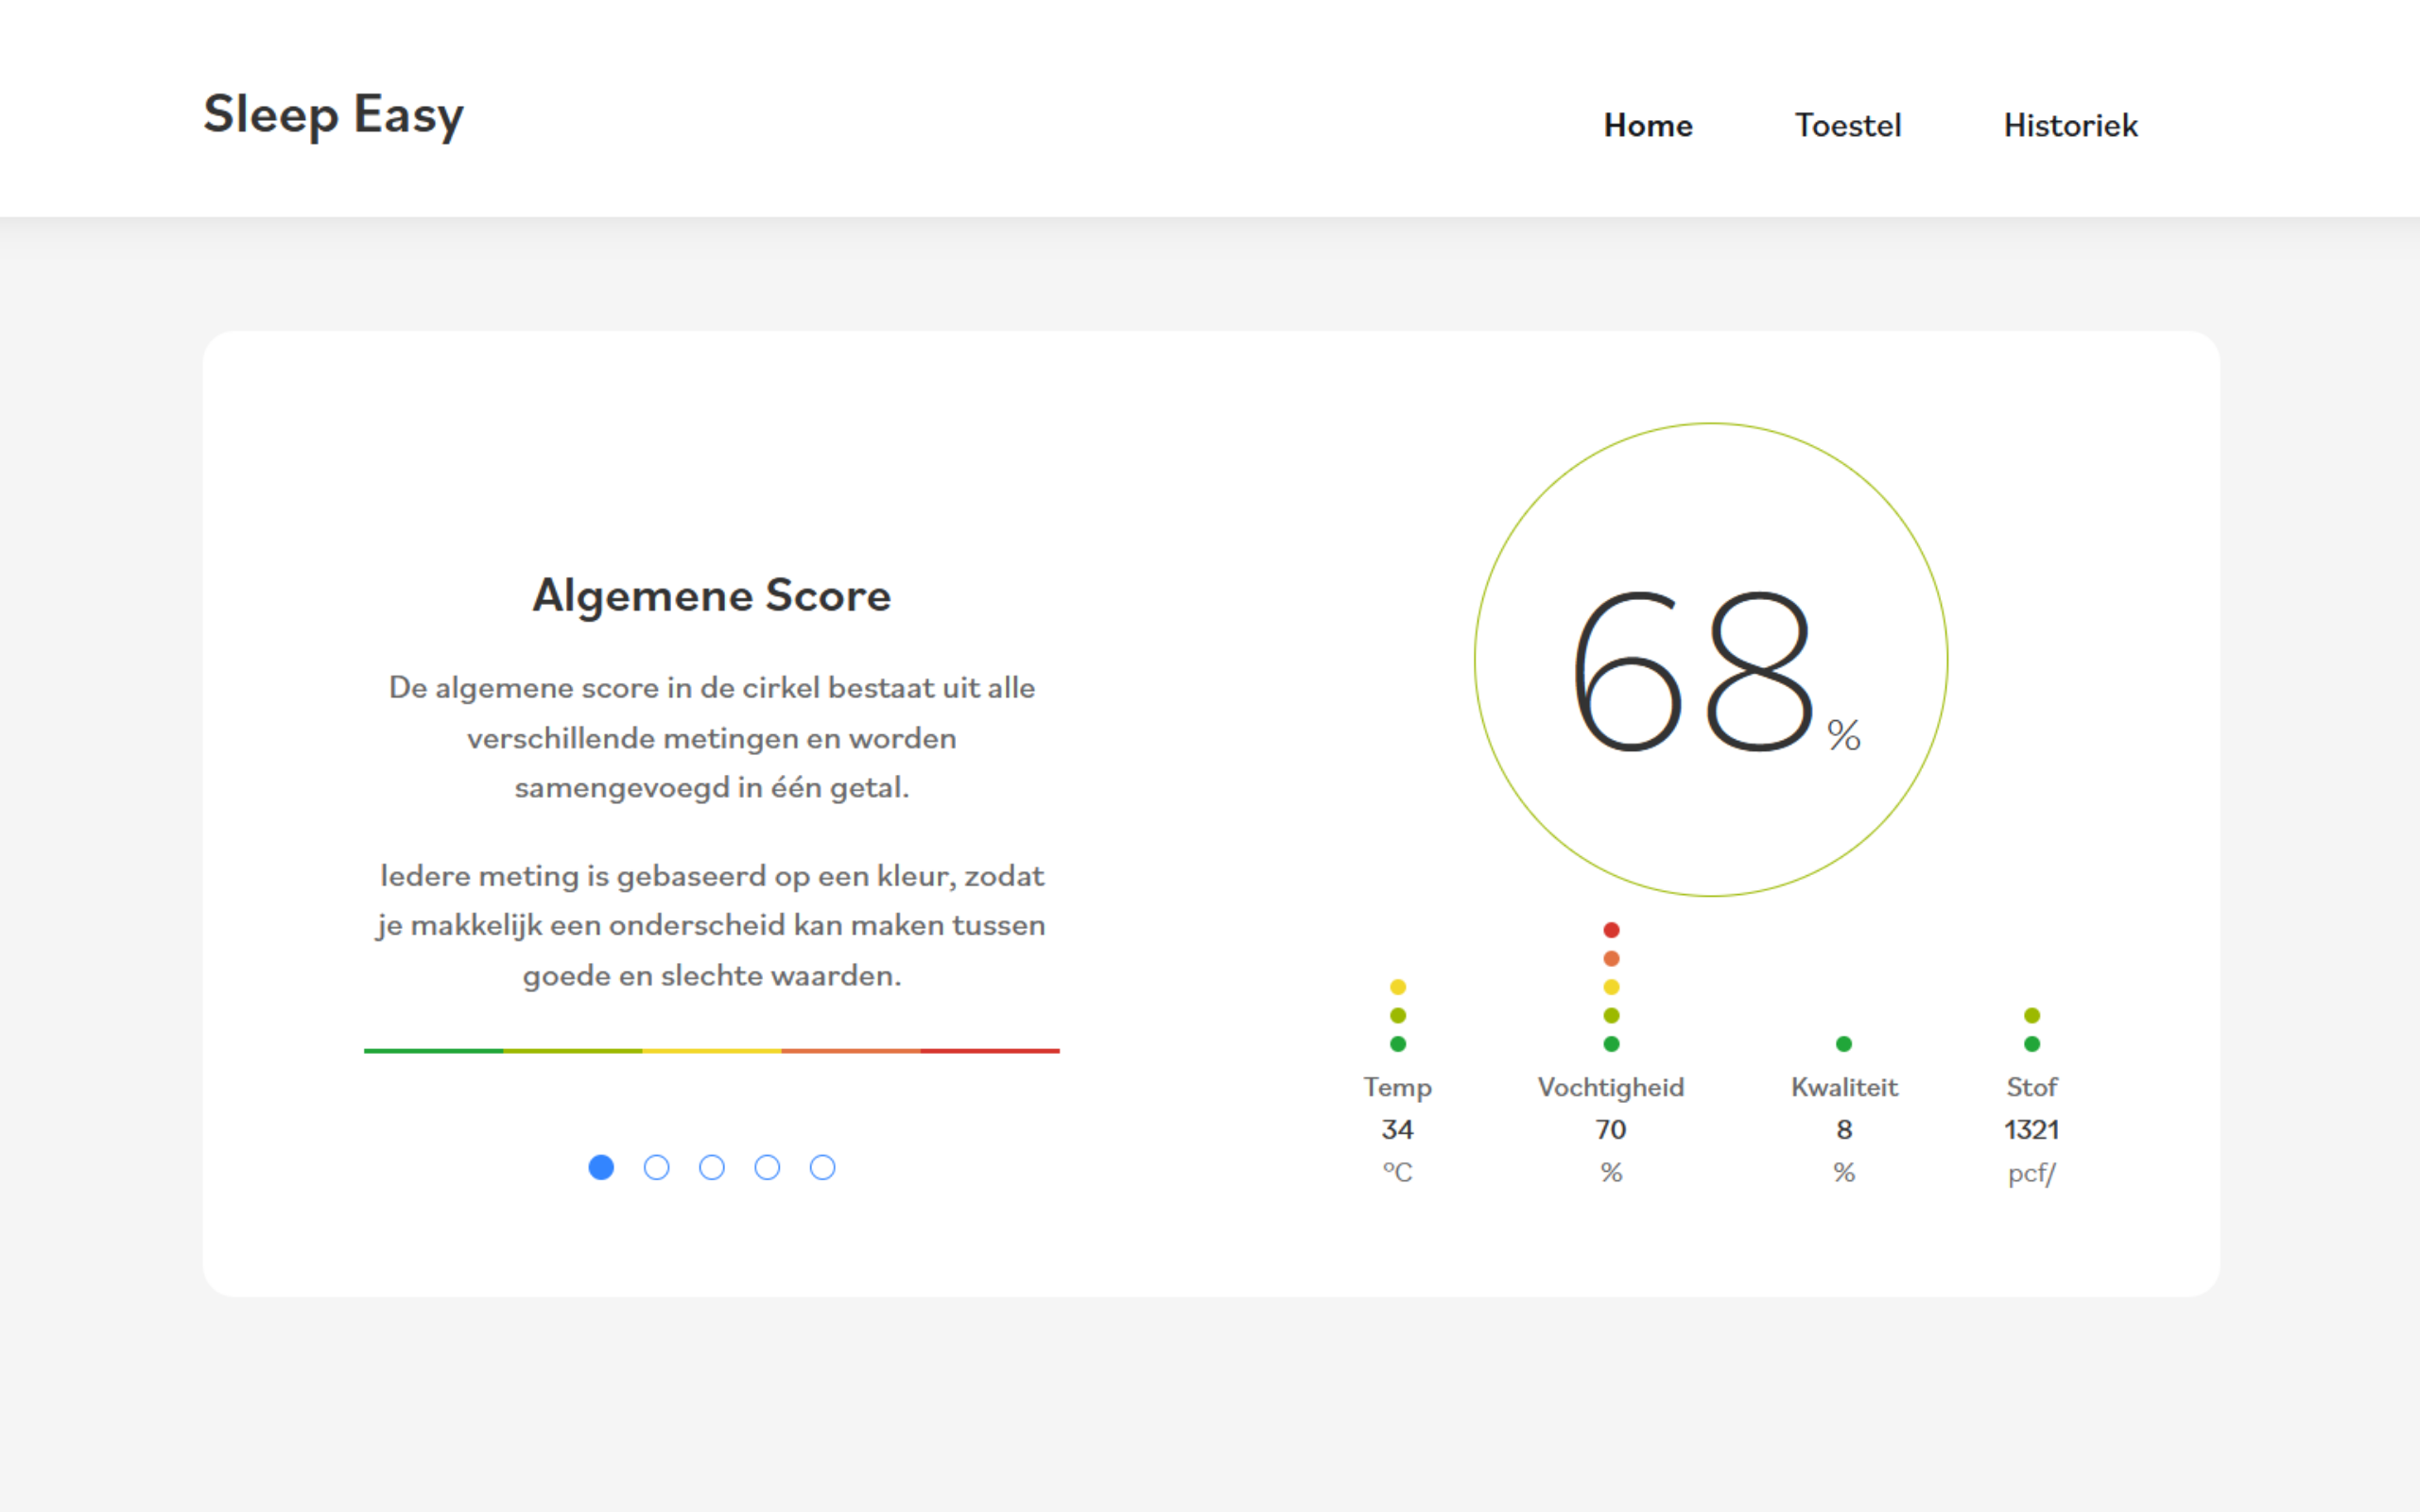 Sleep Easy
Home
Toestel
Historiek
Algemene Score
De algemene score in de cirkel bestaat uit alle
verschillende metingen en worden
samengevoegd in één getal.
Iedere meting is gebaseerd op een kleur, zodat
je makkelijk een onderscheid kan maken tussen
goede en slechte waarden.
68%
Temp
34
°C
Vochtigheid
70
%
Kwaliteit
8
%
Stof
1321
pcf/